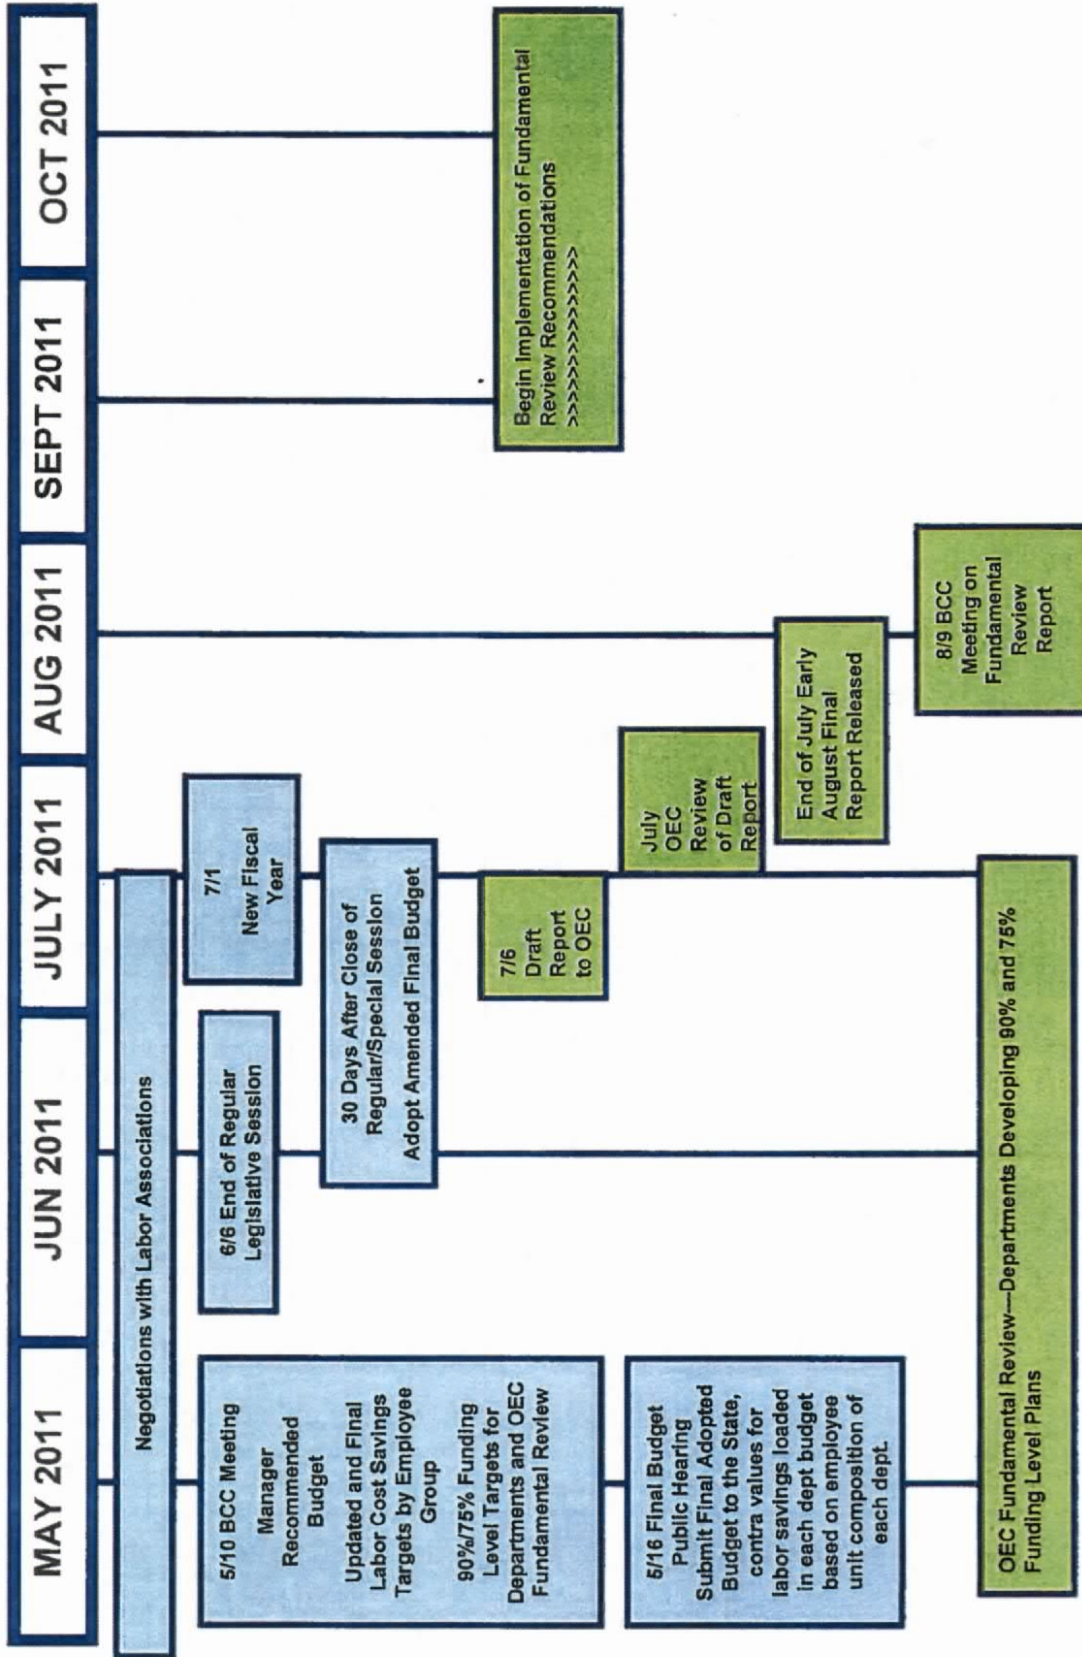 MAY 2011
JUN 2011
JULY 2011
AUG 2011
SEPT 2011
OCT 2011
Negotiations with Labor Associations
5/10 BCC Meeting
Manager
Recommended
Budget
Updated and Final
Labor Cost Savings
Targets by Employee
Group
90%/75% Funding
Level Targets for
Departments and OEC
Fundamental Review
6/6 End of Regular
Legislative Session
7/1
New Fiscal
Year
30 Days After Close of
Regular/Special Session
Adopt Amended Final Budget
5/16 Final Budget
Public Hearing
Submit Final Adopted
Budget to the State,
contra values for
labor savings loaded
in each dept budget
based on employee
unit composition of
each dept.
7/6
Draft
Report
to OEC
July
OEC
Review
of Draft
Report
End of July Early
August Final
Report Released
8/9 BCC
Meeting on
Fundamental
Review
Report
Begin Implementation of Fundamental
Review Recommendations
>>>>>>>>>>>>>>>>
OEC Fundamental Review—Departments Developing 90% and 75%
Funding Level Plans